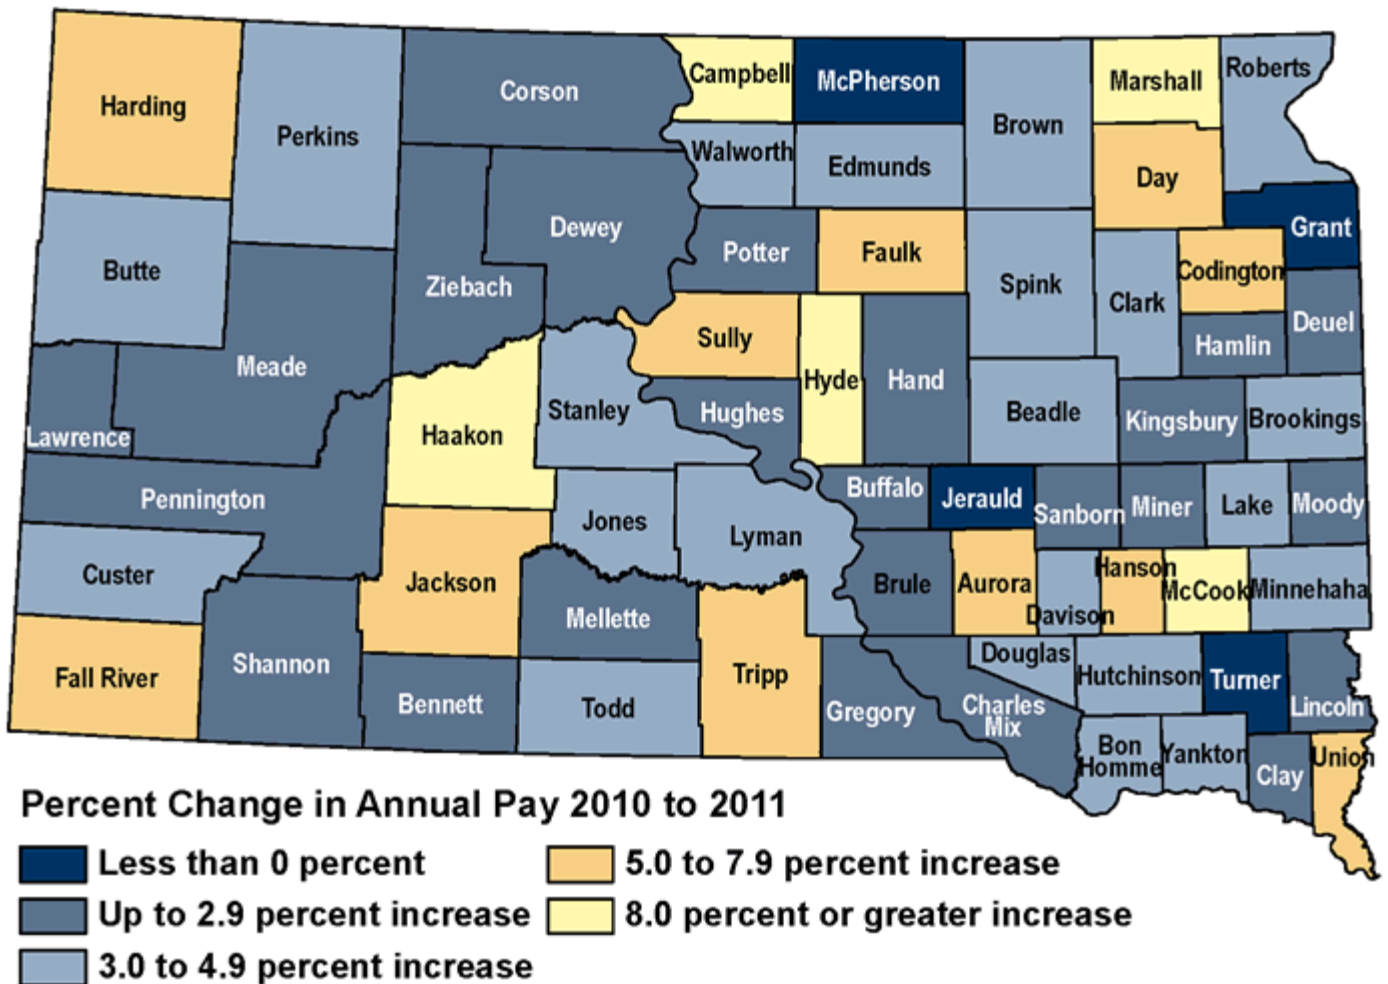 Harding
Perkins
Corson
Campbell
McPherson
Brown
Marshall
Roberts
Walworth
Edmunds
Day
Butte
Ziebach
Dewey
Potter
Faulk
Spink
Clark
Codington
Grant
Meade
Sully
Hyde
Hand
Hamlin
Deuel
Lawrence
Haakon
Stanley
Hughes
Beadle
Kingsbury
Brookings
Pennington
Jones
Lyman
Buffalo
Jerauld
Sanborn
Miner
Lake
Moody
Custer
Jackson
Mellette
Brule
Aurora
Davison
Hanson
McCook
Minnehaha
Fall River
Shannon
Bennett
Todd
Tripp
Gregory
Charles
Mix
Douglas
Hutchinson
Turner
Lincoln
Bon
Homme
Yankton
Clay
Union
Percent Change in Annual Pay 2010 to 2011
Less than 0 percent
Up to 2.9 percent increase
3.0 to 4.9 percent increase
5.0 to 7.9 percent increase
8.0 percent or greater increase